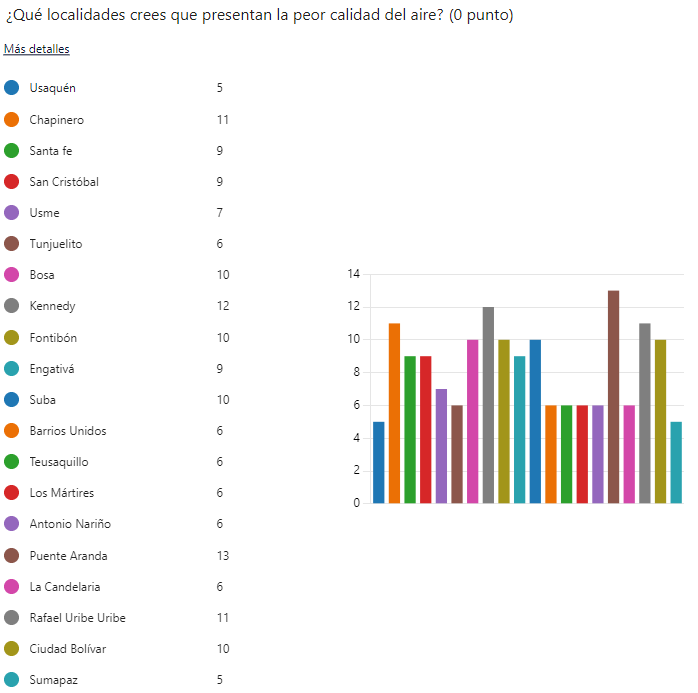 ¿Qué localidades crees que presentan la peor calidad del aire? (0 punto)
Más detalles
Usaquén 5
Chapinero 11
Santa fe 9
San Cristóbal 9
Usme 7
Tunjuelito 6
Bosa 10
Kennedy 12
Fontibón 10
Engativá 9
Suba 10
Barrios Unidos 6
Teusaquillo 6
Los Mártires 6
Antonio Nariño 6
Puente Aranda 13
La Candelaria 6
Rafael Uribe Uribe 11
Ciudad Bolívar 10
Sumapaz 5
14
12
10
8
6
4
2
0